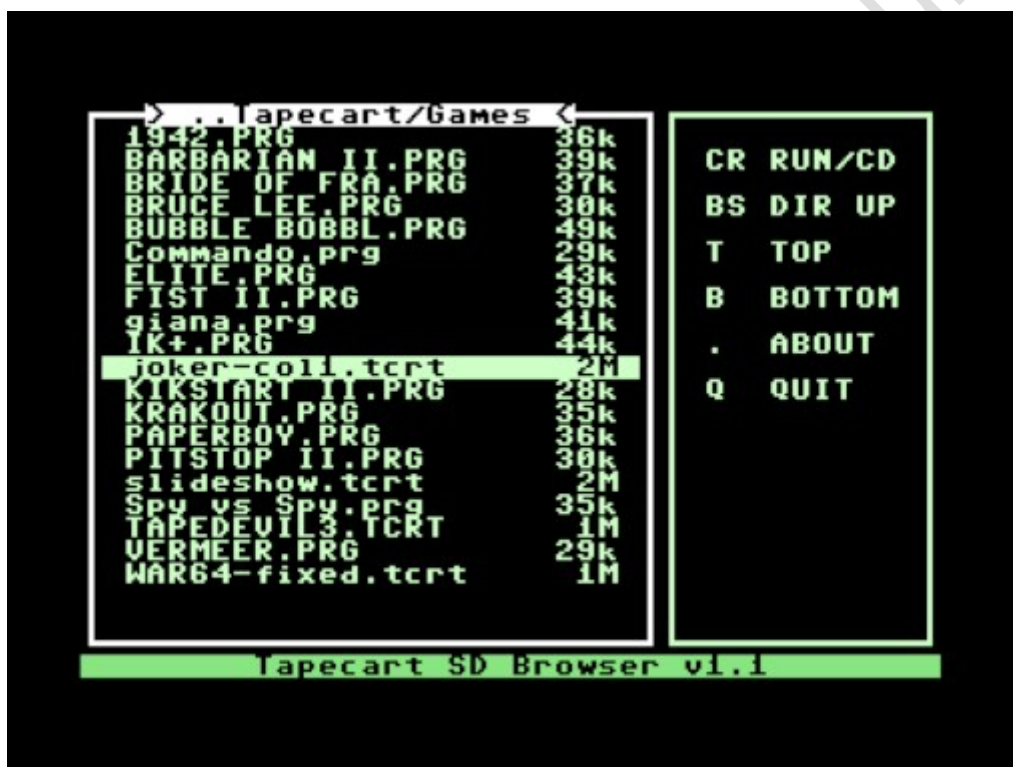 > ..Tapecart/Games <
1942.PRG 36k
BARBARIAN II.PRG 39k
BRIDE OF FRA.PRG 37k
BRUCE LEE.PRG 30k
BUBBLE BOBBL.PRG 49k
Commando.prg 29k
ELITE.PRG 43k
FIST II.PRG 39k
giana.prg 41k
IK+.PRG 44k
joker-col1.tcrt 2M
KIKSTART II.PRG 28k
KRAKOUT.PRG 35k
PAPERBOY.PRG 36k
PITSTOP II.PRG 30k
slideshow.tcrt 2M
Spy vs Spy.prg 35k
TAPEDEVIL3.TCRT 1M
VERMEER.PRG 29k
WAR64-fixed.tcrt 1M
CR RUN/CD
BS DIR UP
T TOP
B BOTTOM
. ABOUT
Q QUIT
Tapecart SD Browser v1.1